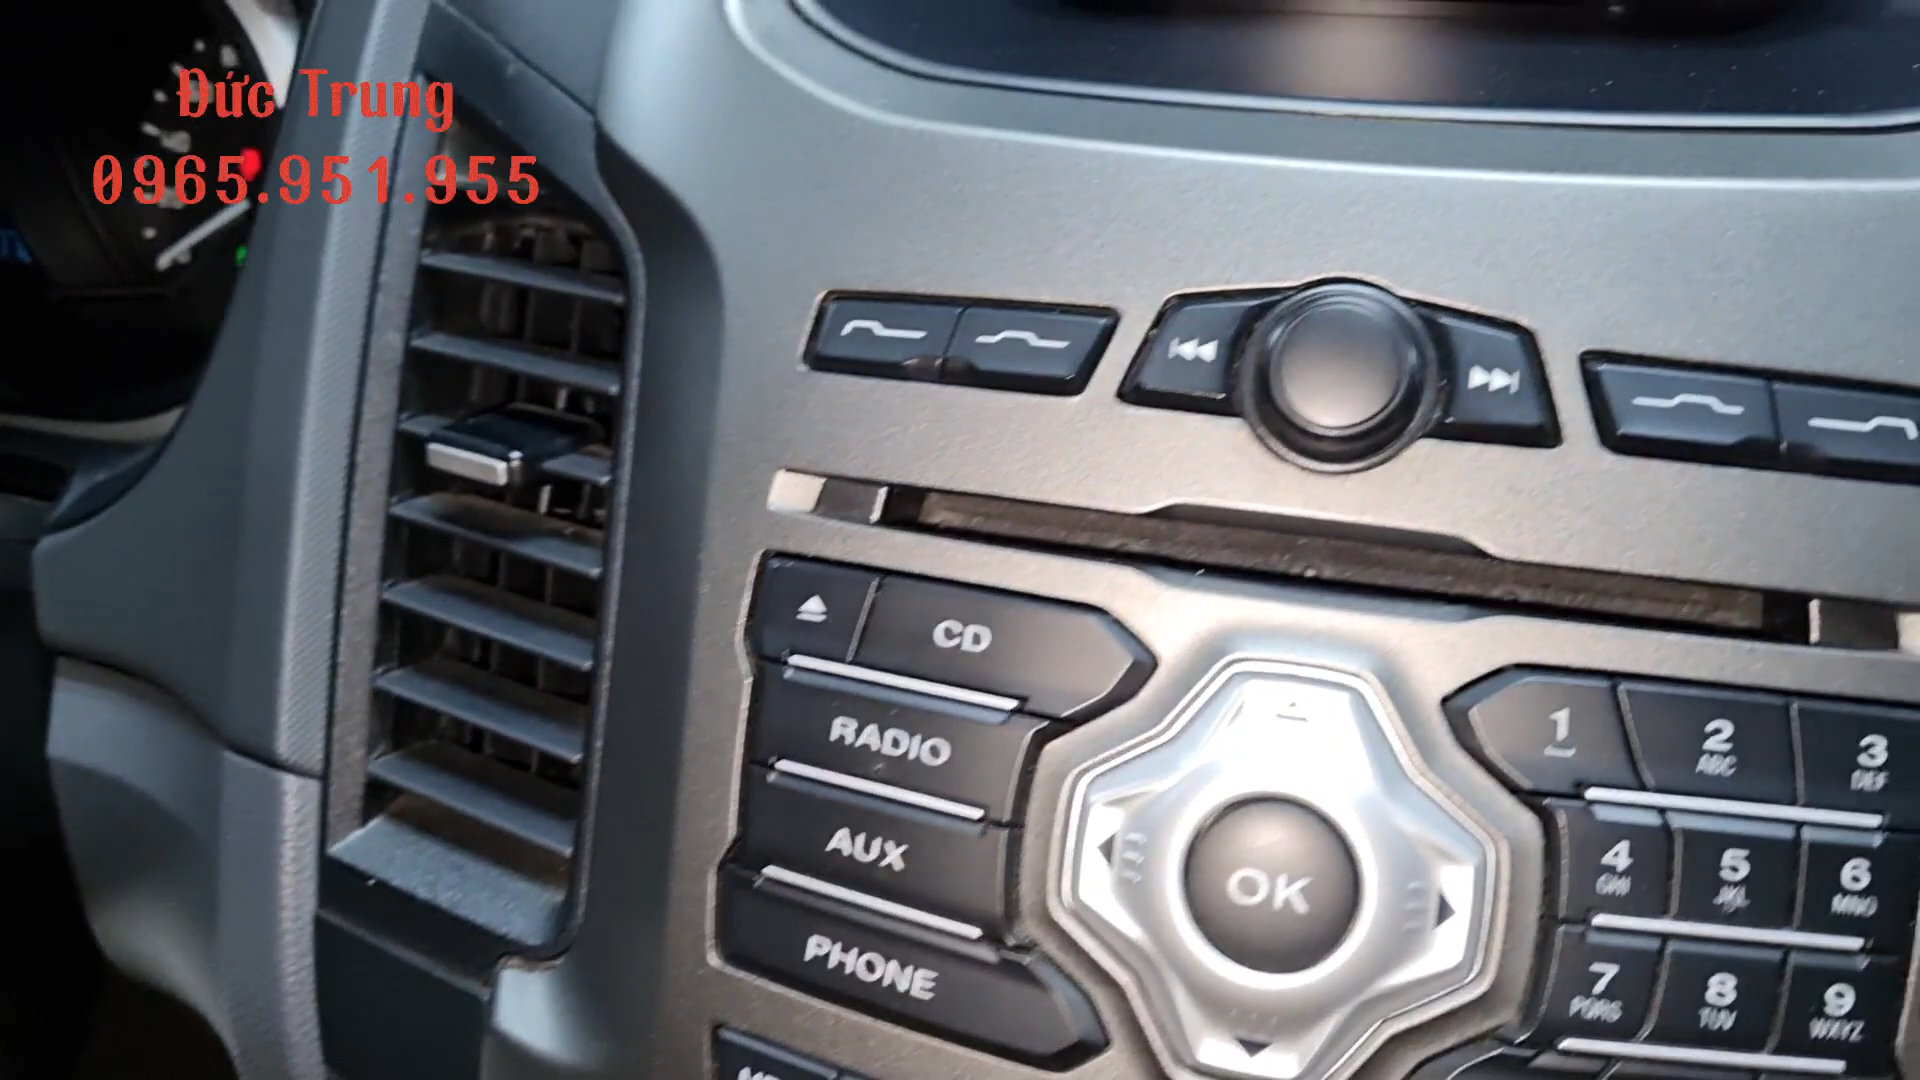 Đức Trung
0965.951.955
CD
RADIO
AUX
PHONE
OK
1
2
ABC
3
DEF
4
GHI
5
JKL
6
MNO
7
PQRS
8
TUV
9
WXYZ